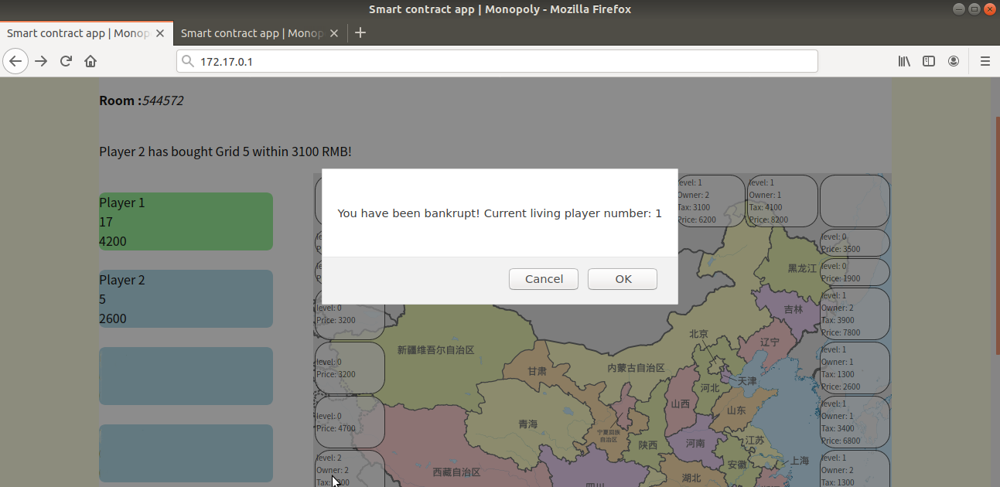 Smart contract app | Monopoly - Mozilla Firefox
Smart contract app | Monop
Smart contract app | Monop
172.17.0.1
Room :544572
Player 2 has bought Grid 5 within 3100 RMB!
Player 1
17
4200
Player 2
5
2600
You have been bankrupt! Current living player number: 1
Cancel
OK
level: 1
Owner: 2
Tax: 3100
Price: 6200
level: 1
Owner: 1
Tax: 4100
Price: 8200
level: 0
Price: 3500
level: 0
Price: 1900
level: 1
Owner: 2
Tax: 3900
Price: 7800
level: 1
Owner: 1
Tax: 1300
Price: 2600
level: 1
Owner: 1
Tax: 3400
Price: 6800
level: 1
Owner: 2
Tax: 1300
level: 0
Price: 3200
level: 0
Price: 3200
level: 0
Price: 4700
level: 2
Owner: 2
黑龙江
吉林
辽宁
北京
新疆维吾尔自治区
甘肃
内蒙古自治区
天津
河北
山西
山东
青海
宁夏回族
自治区
陕西
河南
江苏
安徽
上海
西藏自治区
湖北